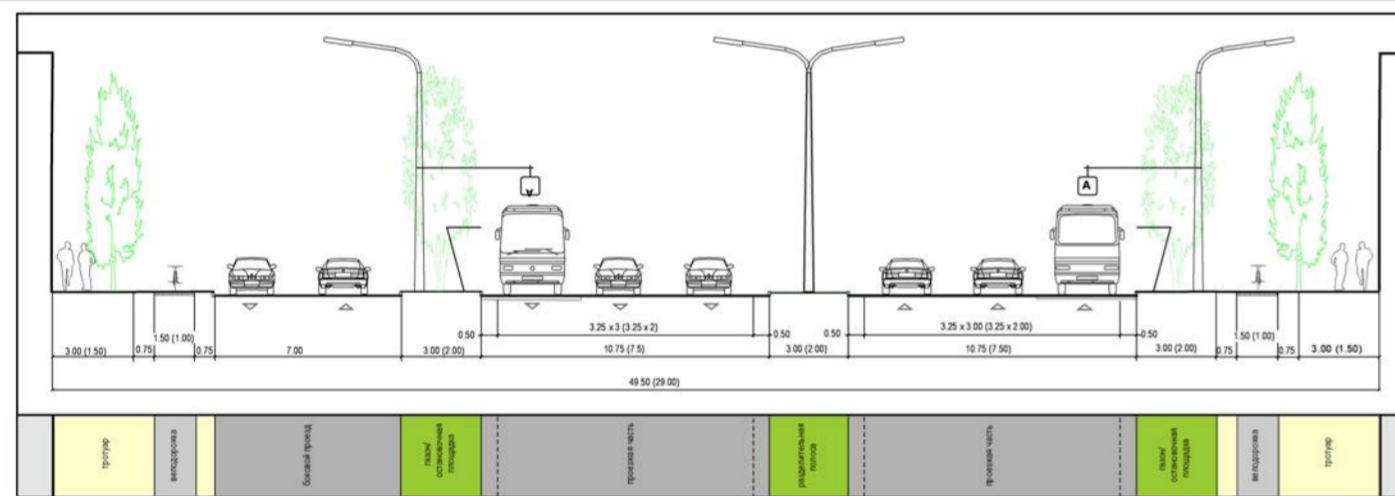 A
A
3.25 x 3 (3.25 x 2)
3.25 x 3.00 (3.25 x 2.00)
0.50
0.50
0.50
0.50
1.50 (1.00)
1.50 (1.00)
3.00 (1.50)
0.75
0.75
7.00
3.00 (2.00)
10.75 (7.5)
3.00 (2.00)
10.75 (7.50)
3.00 (2.00)
0.75
0.75
3.00 (1.50)
49.50 (29.00)
тротуар
велодорожка
боковой проезд
газон/
остановочная
площадка
проезжая часть
разделительная
полоса
проезжая часть
газон/
остановочная
площадка
велодорожка
тротуар